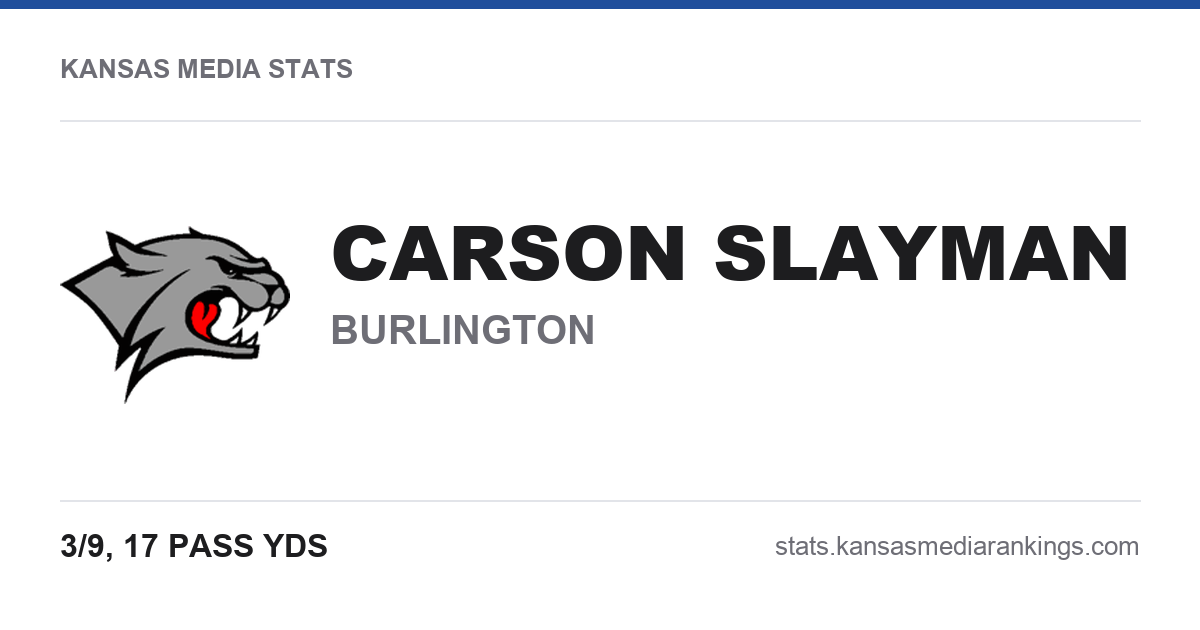 KANSAS MEDIA STATS
CARSON SLAYMAN
BURLINGTON
3/9, 17 PASS YDS
stats.kansasmediarankings.com